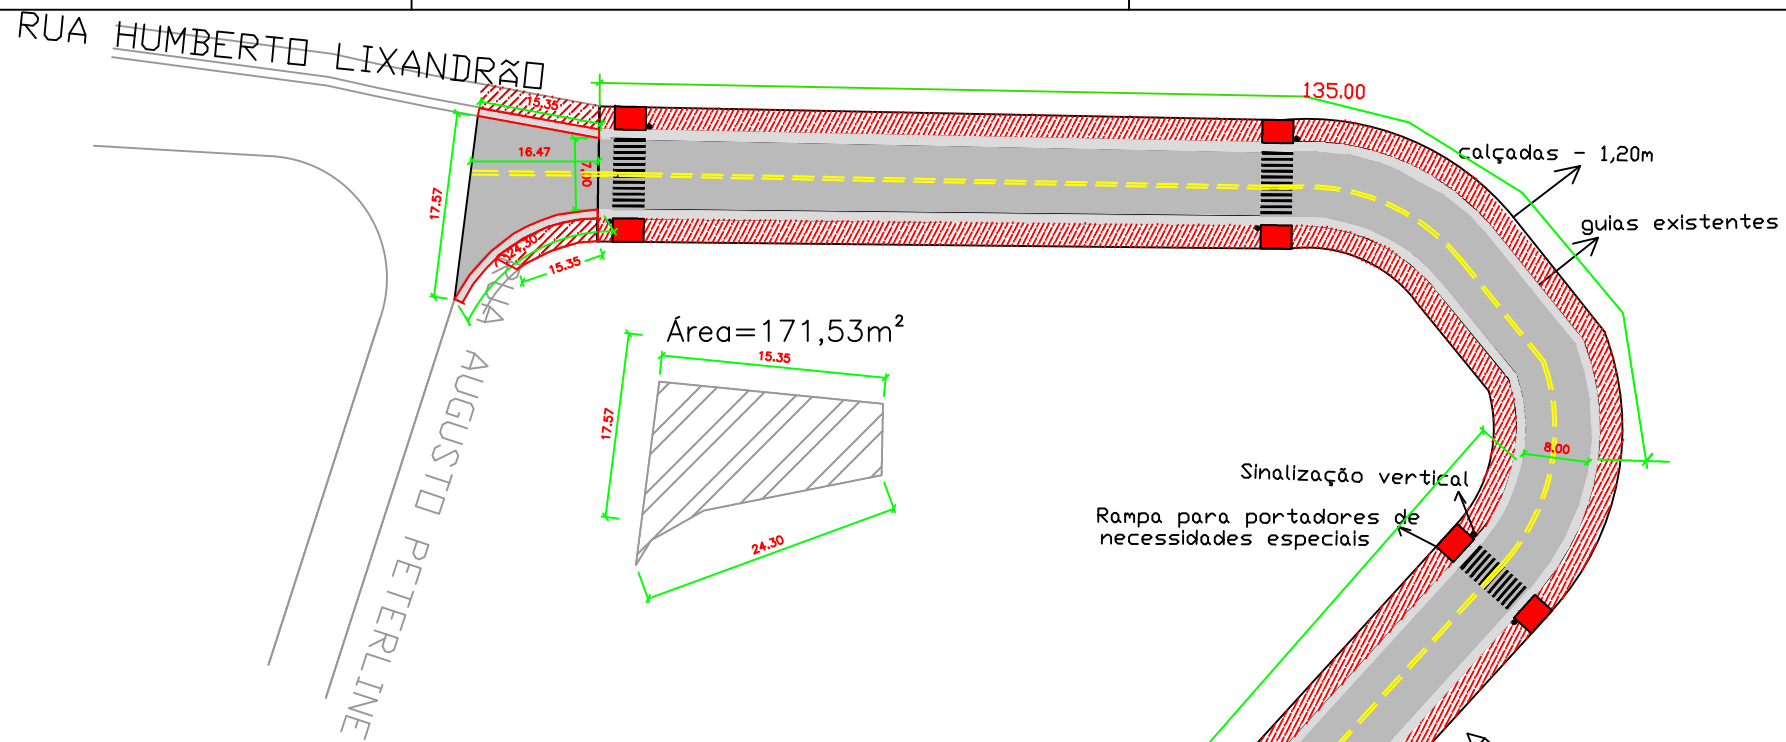 RUA HUMBERTO LIXANDRÃO
135.00
15,35
calçadas - 1,20m
16.47
7,00
17.57
guias existentes
24,30
15.35
RUA AUGUSTO PETERLINE
Área=171,53m²
15.35
17.57
24.30
8.00
Sinalização vertical
Rampa para portadores de
necessidades especiais